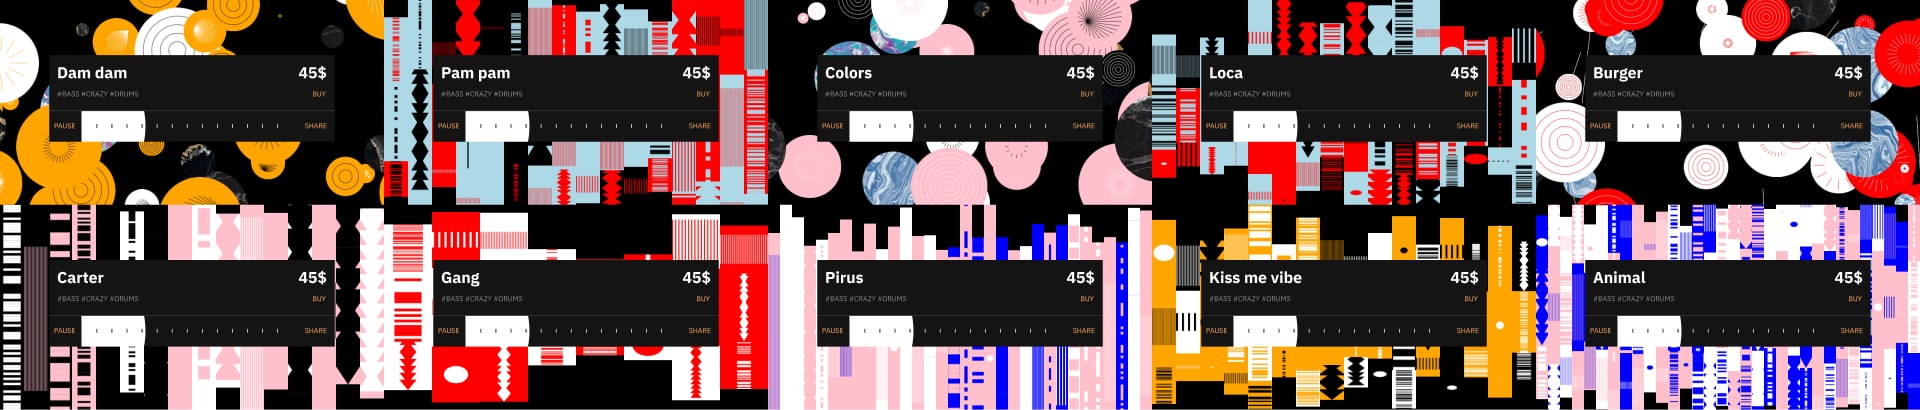 Dam dam 45$
#BASS #CRAZY #DRUMS BUY
PAUSE SHARE
Pam pam 45$
#BASS #CRAZY #DRUMS BUY
PAUSE SHARE
Colors 45$
#BASS #CRAZY #DRUMS BUY
PAUSE SHARE
Loca 45$
#BASS #CRAZY #DRUMS BUY
PAUSE SHARE
Burger 45$
#BASS #CRAZY #DRUMS BUY
PAUSE SHARE
Carter 45$
#BASS #CRAZY #DRUMS BUY
PAUSE SHARE
Gang 45$
#BASS #CRAZY #DRUMS BUY
PAUSE SHARE
Pirus 45$
#BASS #CRAZY #DRUMS BUY
PAUSE SHARE
Kiss me vibe 45$
#BASS #CRAZY #DRUMS BUY
PAUSE SHARE
Animal 45$
#BASS #CRAZY #DRUMS BUY
PAUSE SHARE